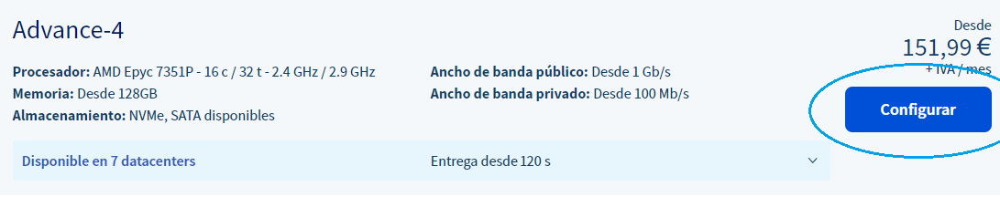 Advance-4
Desde
151,99 €
+ IVA / mes
Procesador: AMD Epyc 7351P - 16 c / 32 t - 2.4 GHz / 2.9 GHz
Ancho de banda público: Desde 1 Gb/s
Memoria: Desde 128GB
Ancho de banda privado: Desde 100 Mb/s
Almacenamiento: NVMe, SATA disponibles
Configurar
Disponible en 7 datacenters
Entrega desde 120 s